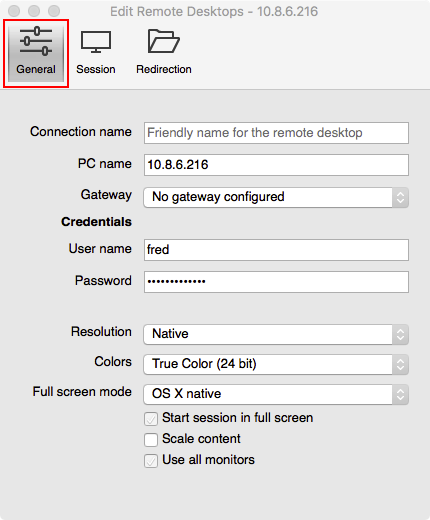 Edit Remote Desktops - 10.8.6.216
General Session Redirection
Connection name Friendly name for the remote desktop
PC name 10.8.6.216
Gateway No gateway configured
Credentials
User name fred
Password •••••••••••••
Resolution Native
Colors True Color (24 bit)
Full screen mode OS X native
Start session in full screen
Scale content
Use all monitors